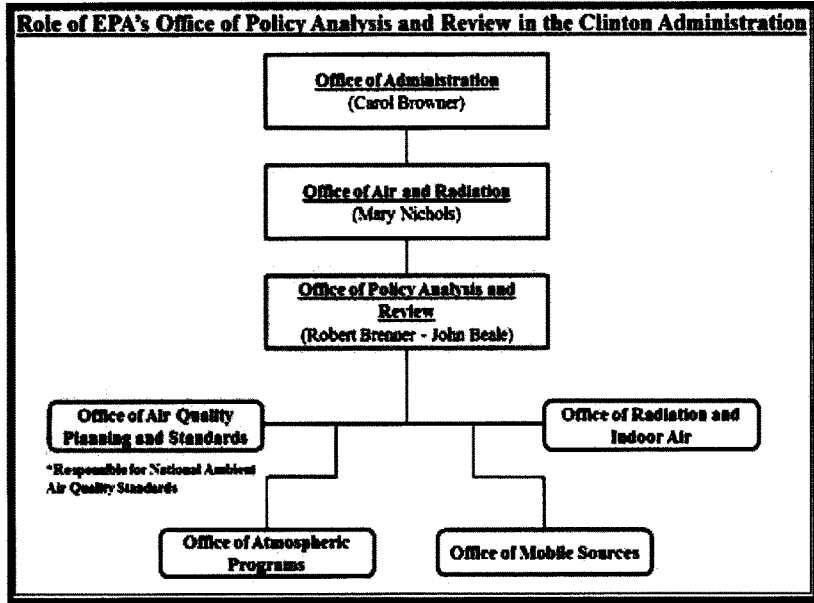 Role of EPA's Office of Policy Analysis and Review in the Clinton Administration
Office of Administration
(Carol Browner)
Office of Air and Radiation
(Mary Nichols)
Office of Policy Analysis and
Review
(Robert Brenner - John Beale)
Office of Air Quality
Planning and Standards
*Responsible for National Ambient
Air Quality Standards
Office of Radiation and
Indoor Air
Office of Atmospheric
Programs
Office of Mobile Sources